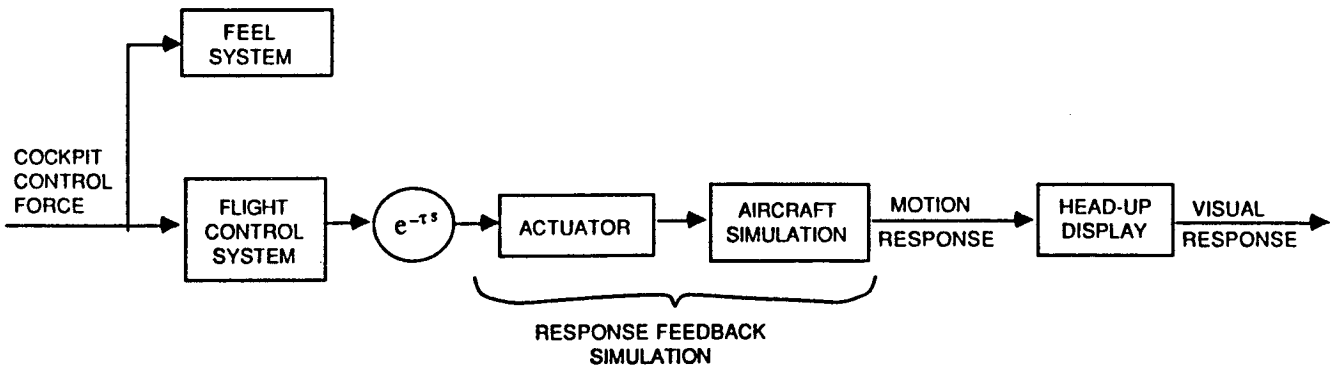 FEEL
SYSTEM
COCKPIT
CONTROL
FORCE
FLIGHT
CONTROL
SYSTEM
e^{-τs}
ACTUATOR
AIRCRAFT
SIMULATION
MOTION
RESPONSE
HEAD-UP
DISPLAY
VISUAL
RESPONSE
RESPONSE FEEDBACK
SIMULATION